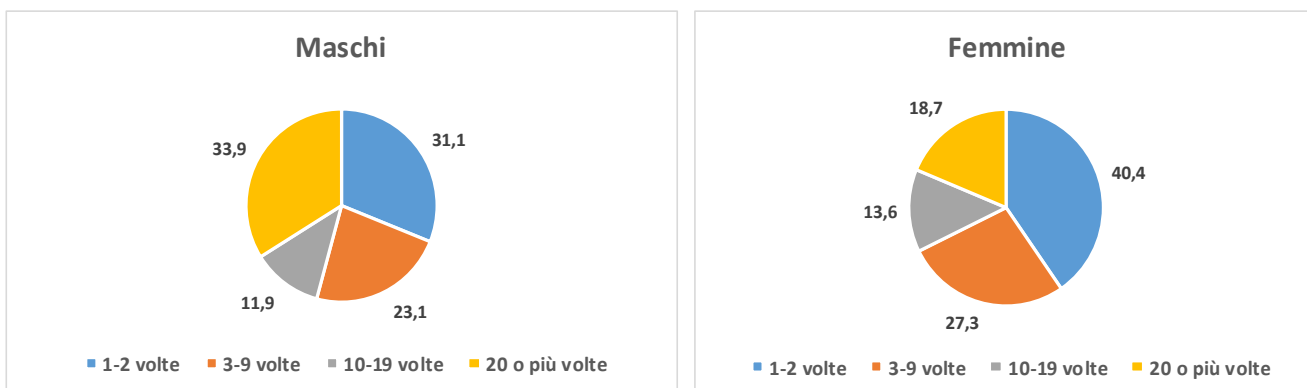 Maschi
31,1
33,9
11,9
23,1
1-2 volte 3-9 volte 10-19 volte 20 o più volte
Femmine
18,7
40,4
13,6
27,3
1-2 volte 3-9 volte 10-19 volte 20 o più volte